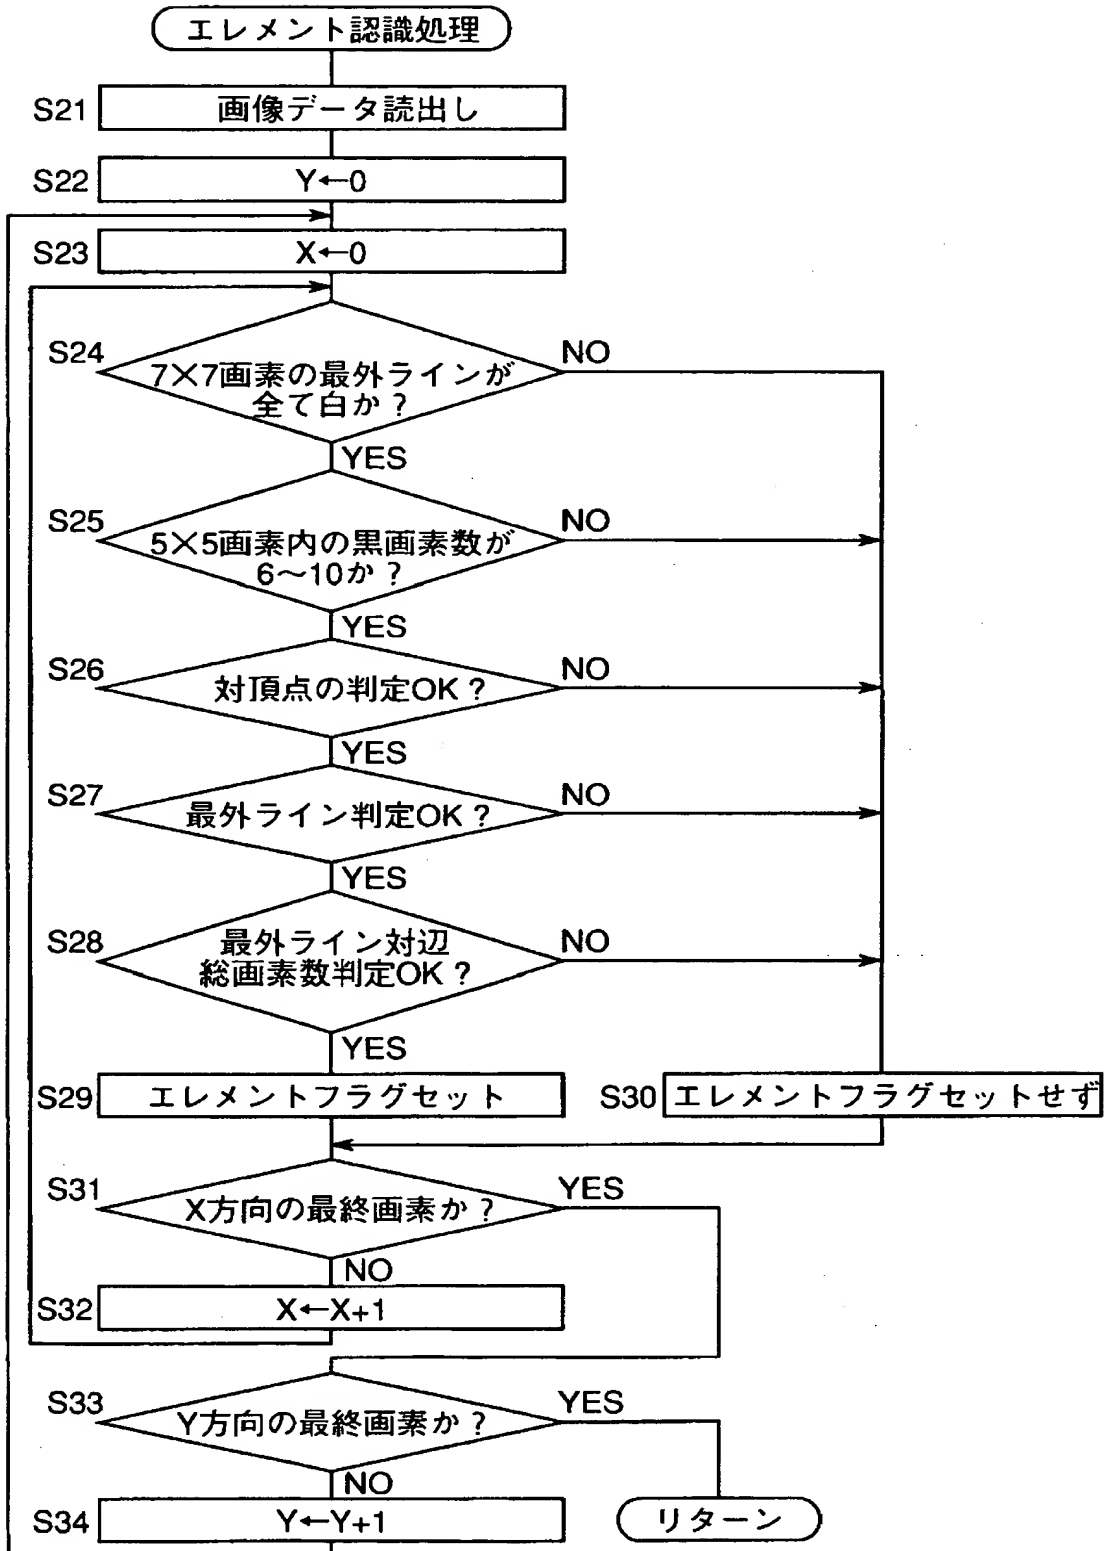 エレメント認識処理
S21
画像データ読出し
S22
Y←0
S23
X←0
S24
7×7画素の最外ラインが
全て白か?
NO
YES
S25
5×5画素内の黒画素数が
6～10か?
NO
YES
S26
対頂点の判定OK?
NO
YES
S27
最外ライン判定OK?
NO
YES
S28
最外ライン対辺
総画素数判定OK?
NO
YES
S29
エレメントフラグセット
S30
エレメントフラグセットせず
S31
X方向の最終画素か?
YES
NO
S32
X←X+1
S33
Y方向の最終画素か?
YES
NO
S34
Y←Y+1
リターン